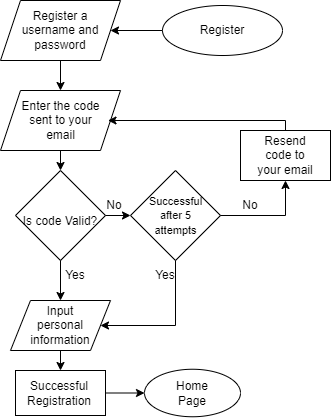 Register a
username and
password
Register
Enter the code
sent to your
email
Resend
code to
your email
Is code Valid?
No
Successful
after 5
attempts
No
Yes
Yes
Input
personal
information
Successful
Registration
Home
Page